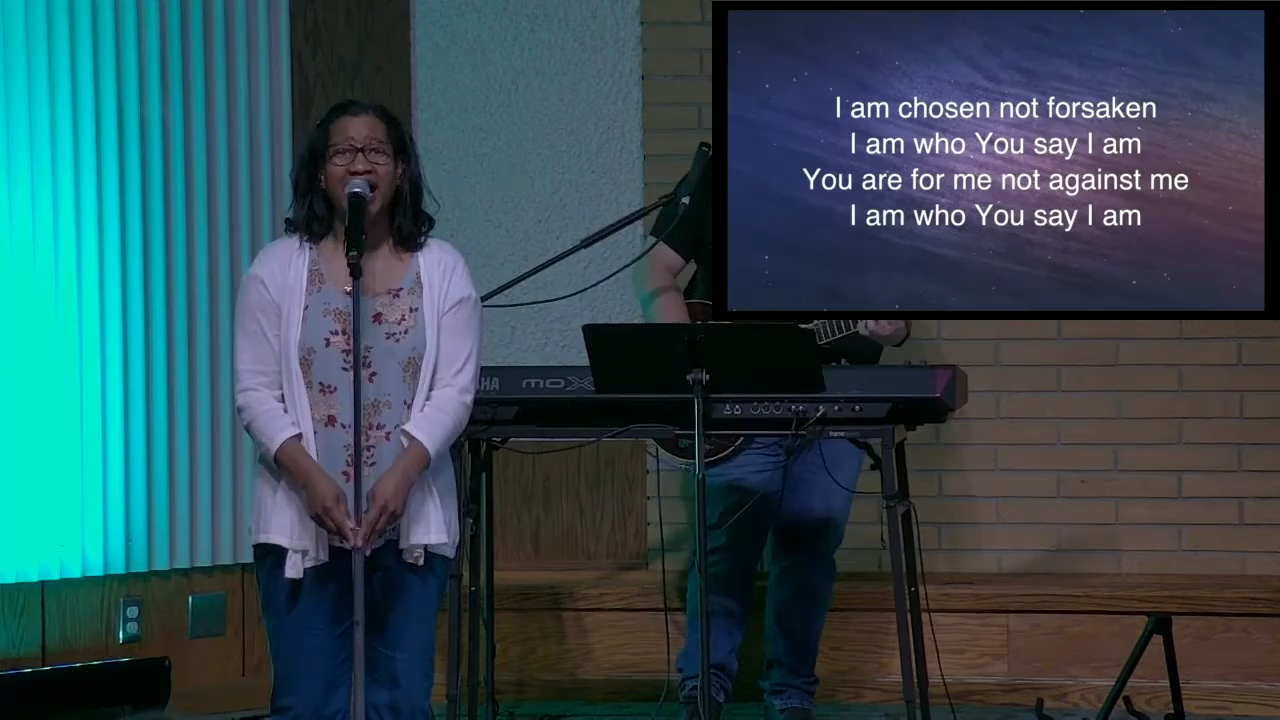 I am chosen not forsaken
I am who You say I am
You are for me not against me
I am who You say I am
MOX